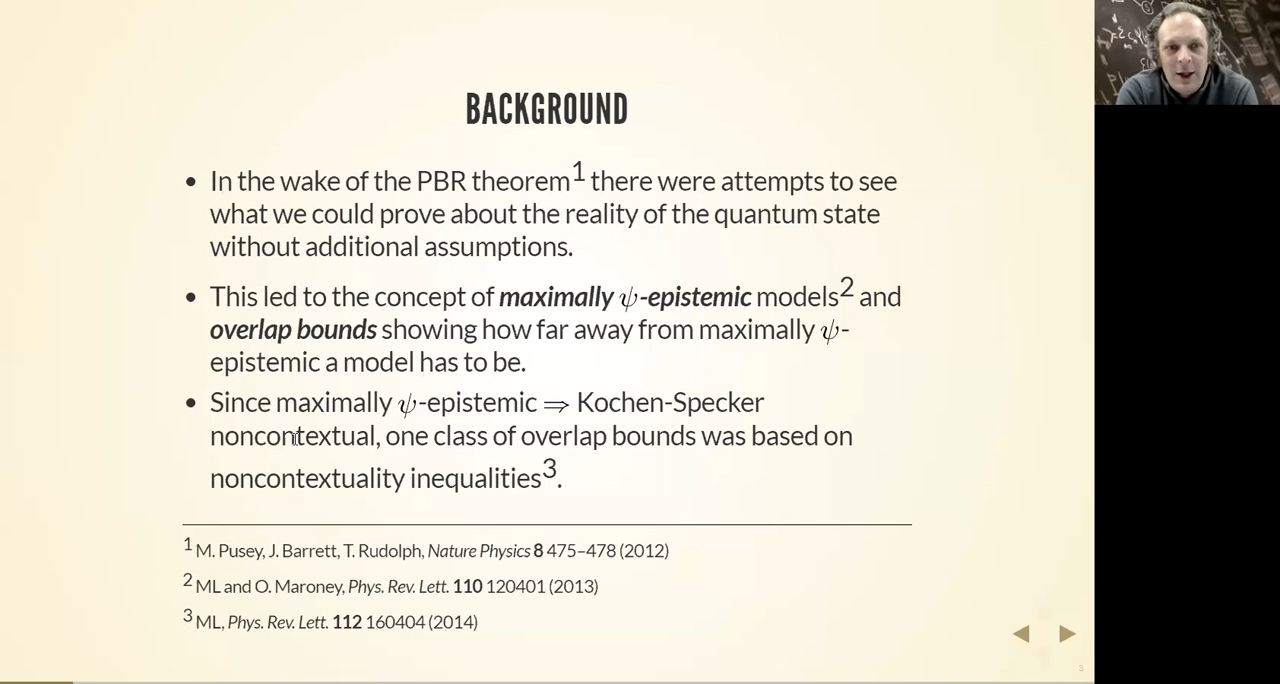 BACKGROUND
• In the wake of the PBR theorem¹ there were attempts to see
what we could prove about the reality of the quantum state
without additional assumptions.
• This led to the concept of maximally ψ-epistemic models² and
overlap bounds showing how far away from maximally ψ-
epistemic a model has to be.
• Since maximally ψ-epistemic ⇒ Kochen-Specker
noncontextual, one class of overlap bounds was based on
noncontextuality inequalities³.
¹ M. Pusey, J. Barrett, T. Rudolph, Nature Physics 8 475–478 (2012)
² ML and O. Maroney, Phys. Rev. Lett. 110 120401 (2013)
³ ML, Phys. Rev. Lett. 112 160404 (2014)
3